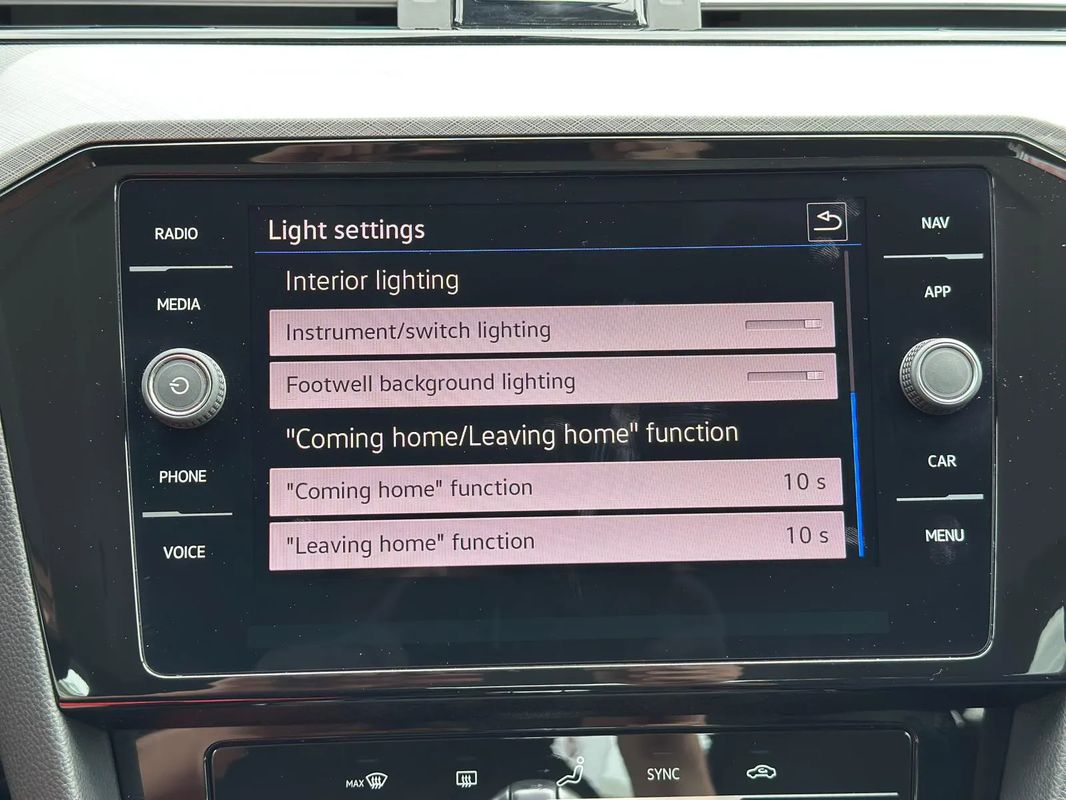 RADIO
MEDIA
PHONE
VOICE
Light settings
Interior lighting
Instrument/switch lighting
Footwell background lighting
"Coming home/Leaving home" function
"Coming home" function 10 s
"Leaving home" function 10 s
NAV
APP
CAR
MENU
MAX
SYNC